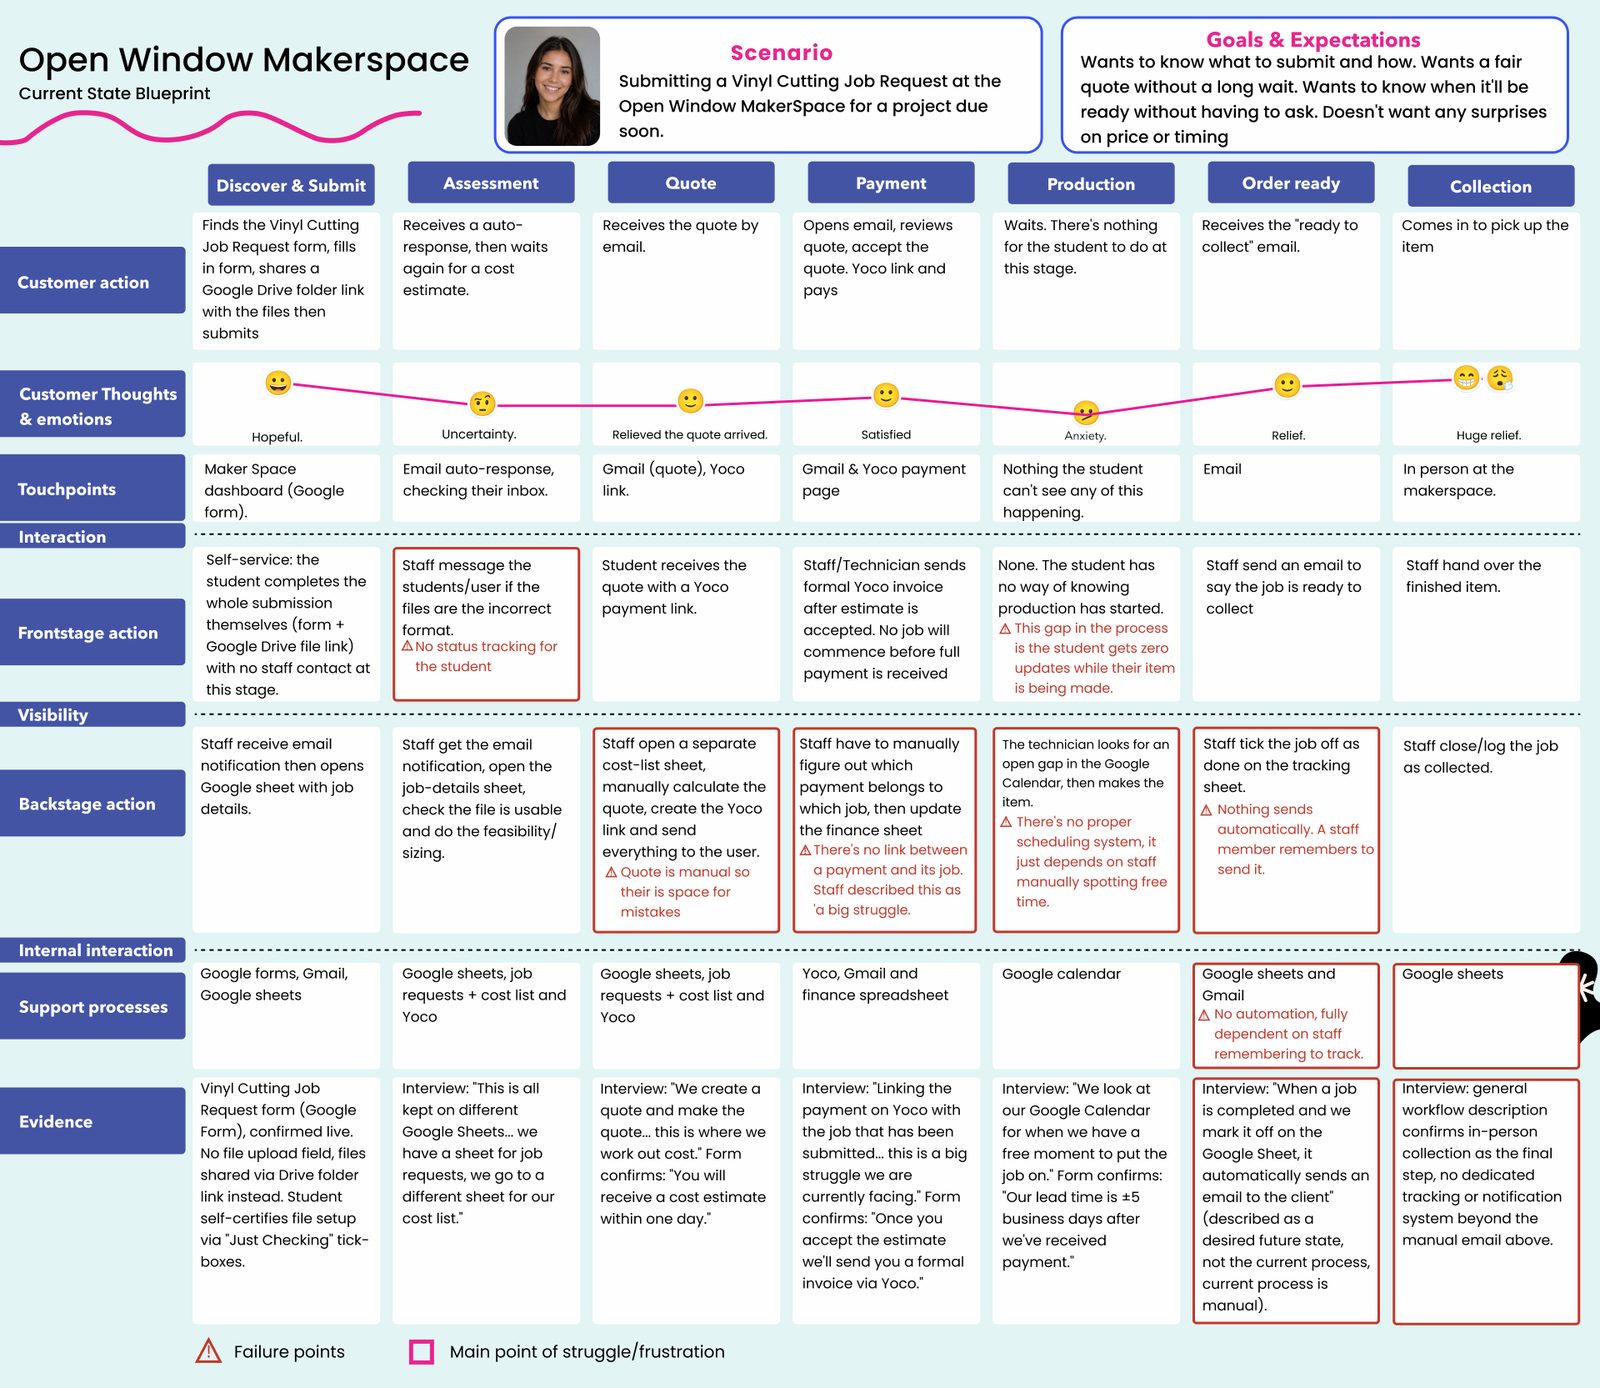 Open Window Makerspace
Current State Blueprint
Scenario
Submitting a Vinyl Cutting Job Request at the
Open Window MakerSpace for a project due
soon.
Goals & Expectations
Wants to know what to submit and how. Wants a fair
quote without a long wait. Wants to know when it'll be
ready without having to ask. Doesn't want any surprises
on price or timing
Discover & Submit
Assessment
Quote
Payment
Production
Order ready
Collection
Customer action
Finds the Vinyl Cutting
Job Request form, fills
in form, shares a
Google Drive folder link
with the files then
submits
Receives a auto-
response, then waits
again for a cost
estimate.
Receives the quote by
email.
Opens email, reviews
quote, accept the
quote. Yoco link and
pays
Waits. There's nothing
for the student to do at
this stage.
Receives the "ready to
collect" email.
Comes in to pick up the
item
Customer Thoughts
& emotions
Hopeful.
Uncertainty.
Relieved the quote arrived.
Satisfied
Anxiety.
Relief.
Huge relief.
Touchpoints
Maker Space
dashboard (Google
form).
Email auto-response,
checking their inbox.
Gmail (quote), Yoco
link.
Gmail & Yoco payment
page
Nothing the student
can't see any of this
happening.
Email
In person at the
makerspace.
Interaction
Frontstage action
Self-service: the
student completes the
whole submission
themselves (form +
Google Drive file link)
with no staff contact at
this stage.
Staff message the
students/user if the
files are the incorrect
format.
No status tracking for
the student
Student receives the
quote with a Yoco
payment link.
Staff/Technician sends
formal Yoco invoice
after estimate is
accepted. No job will
commence before full
payment is received
None. The student has
no way of knowing
production has started.
This gap in the process
is the student gets zero
updates while their item
is being made.
Staff send an email to
say the job is ready to
collect
Staff hand over the
finished item.
Visibility
Backstage action
Staff receive email
notification then opens
Google sheet with job
details.
Staff get the email
notification, open the
job-details sheet,
check the file is usable
and do the feasibility/
sizing.
Staff open a separate
cost-list sheet,
manually calculate the
quote, create the Yoco
link and send
everything to the user.
Quote is manual so
their is space for
mistakes
Staff have to manually
figure out which
payment belongs to
which job, then update
the finance sheet
There's no link between
a payment and its job.
Staff described this as
'a big struggle.
The technician looks for an
open gap in the Google
Calendar, then makes the
item.
There's no proper
scheduling system, it
just depends on staff
manually spotting free
time.
Staff tick the job off as
done on the tracking
sheet.
Nothing sends
automatically. A staff
member remembers to
send it.
Staff close/log the job
as collected.
Internal interaction
Support processes
Google forms, Gmail,
Google sheets
Google sheets, job
requests + cost list and
Yoco
Google sheets, job
requests + cost list and
Yoco
Yoco, Gmail and
finance spreadsheet
Google calendar
Google sheets and
Gmail
No automation, fully
dependent on staff
remembering to track.
Google sheets
Evidence
Vinyl Cutting Job
Request form (Google
Form), confirmed live.
No file upload field, files
shared via Drive folder
link instead. Student
self-certifies file setup
via "Just Checking" tick-
boxes.
Interview: "This is all
kept on different
Google Sheets... we
have a sheet for job
requests, we go to a
different sheet for our
cost list."
Interview: "We create a
quote and make the
quote... this is where we
work out cost." Form
confirms: "You will
receive a cost estimate
within one day."
Interview: "Linking the
payment on Yoco with
the job that has been
submitted... this is a big
struggle we are
currently facing." Form
confirms: "Once you
accept the estimate
we'll send you a formal
invoice via Yoco."
Interview: "We look at
our Google Calendar
for when we have a
free moment to put the
job on." Form confirms:
"Our lead time is ±5
business days after
we've received
payment."
Interview: "When a job
is completed and we
mark it off on the
Google Sheet, it
automatically sends an
email to the client"
(described as a
desired future state,
not the current process,
current process is
manual).
Interview: general
workflow description
confirms in-person
collection as the final
step, no dedicated
tracking or notification
system beyond the
manual email above.
Failure points
Main point of struggle/frustration